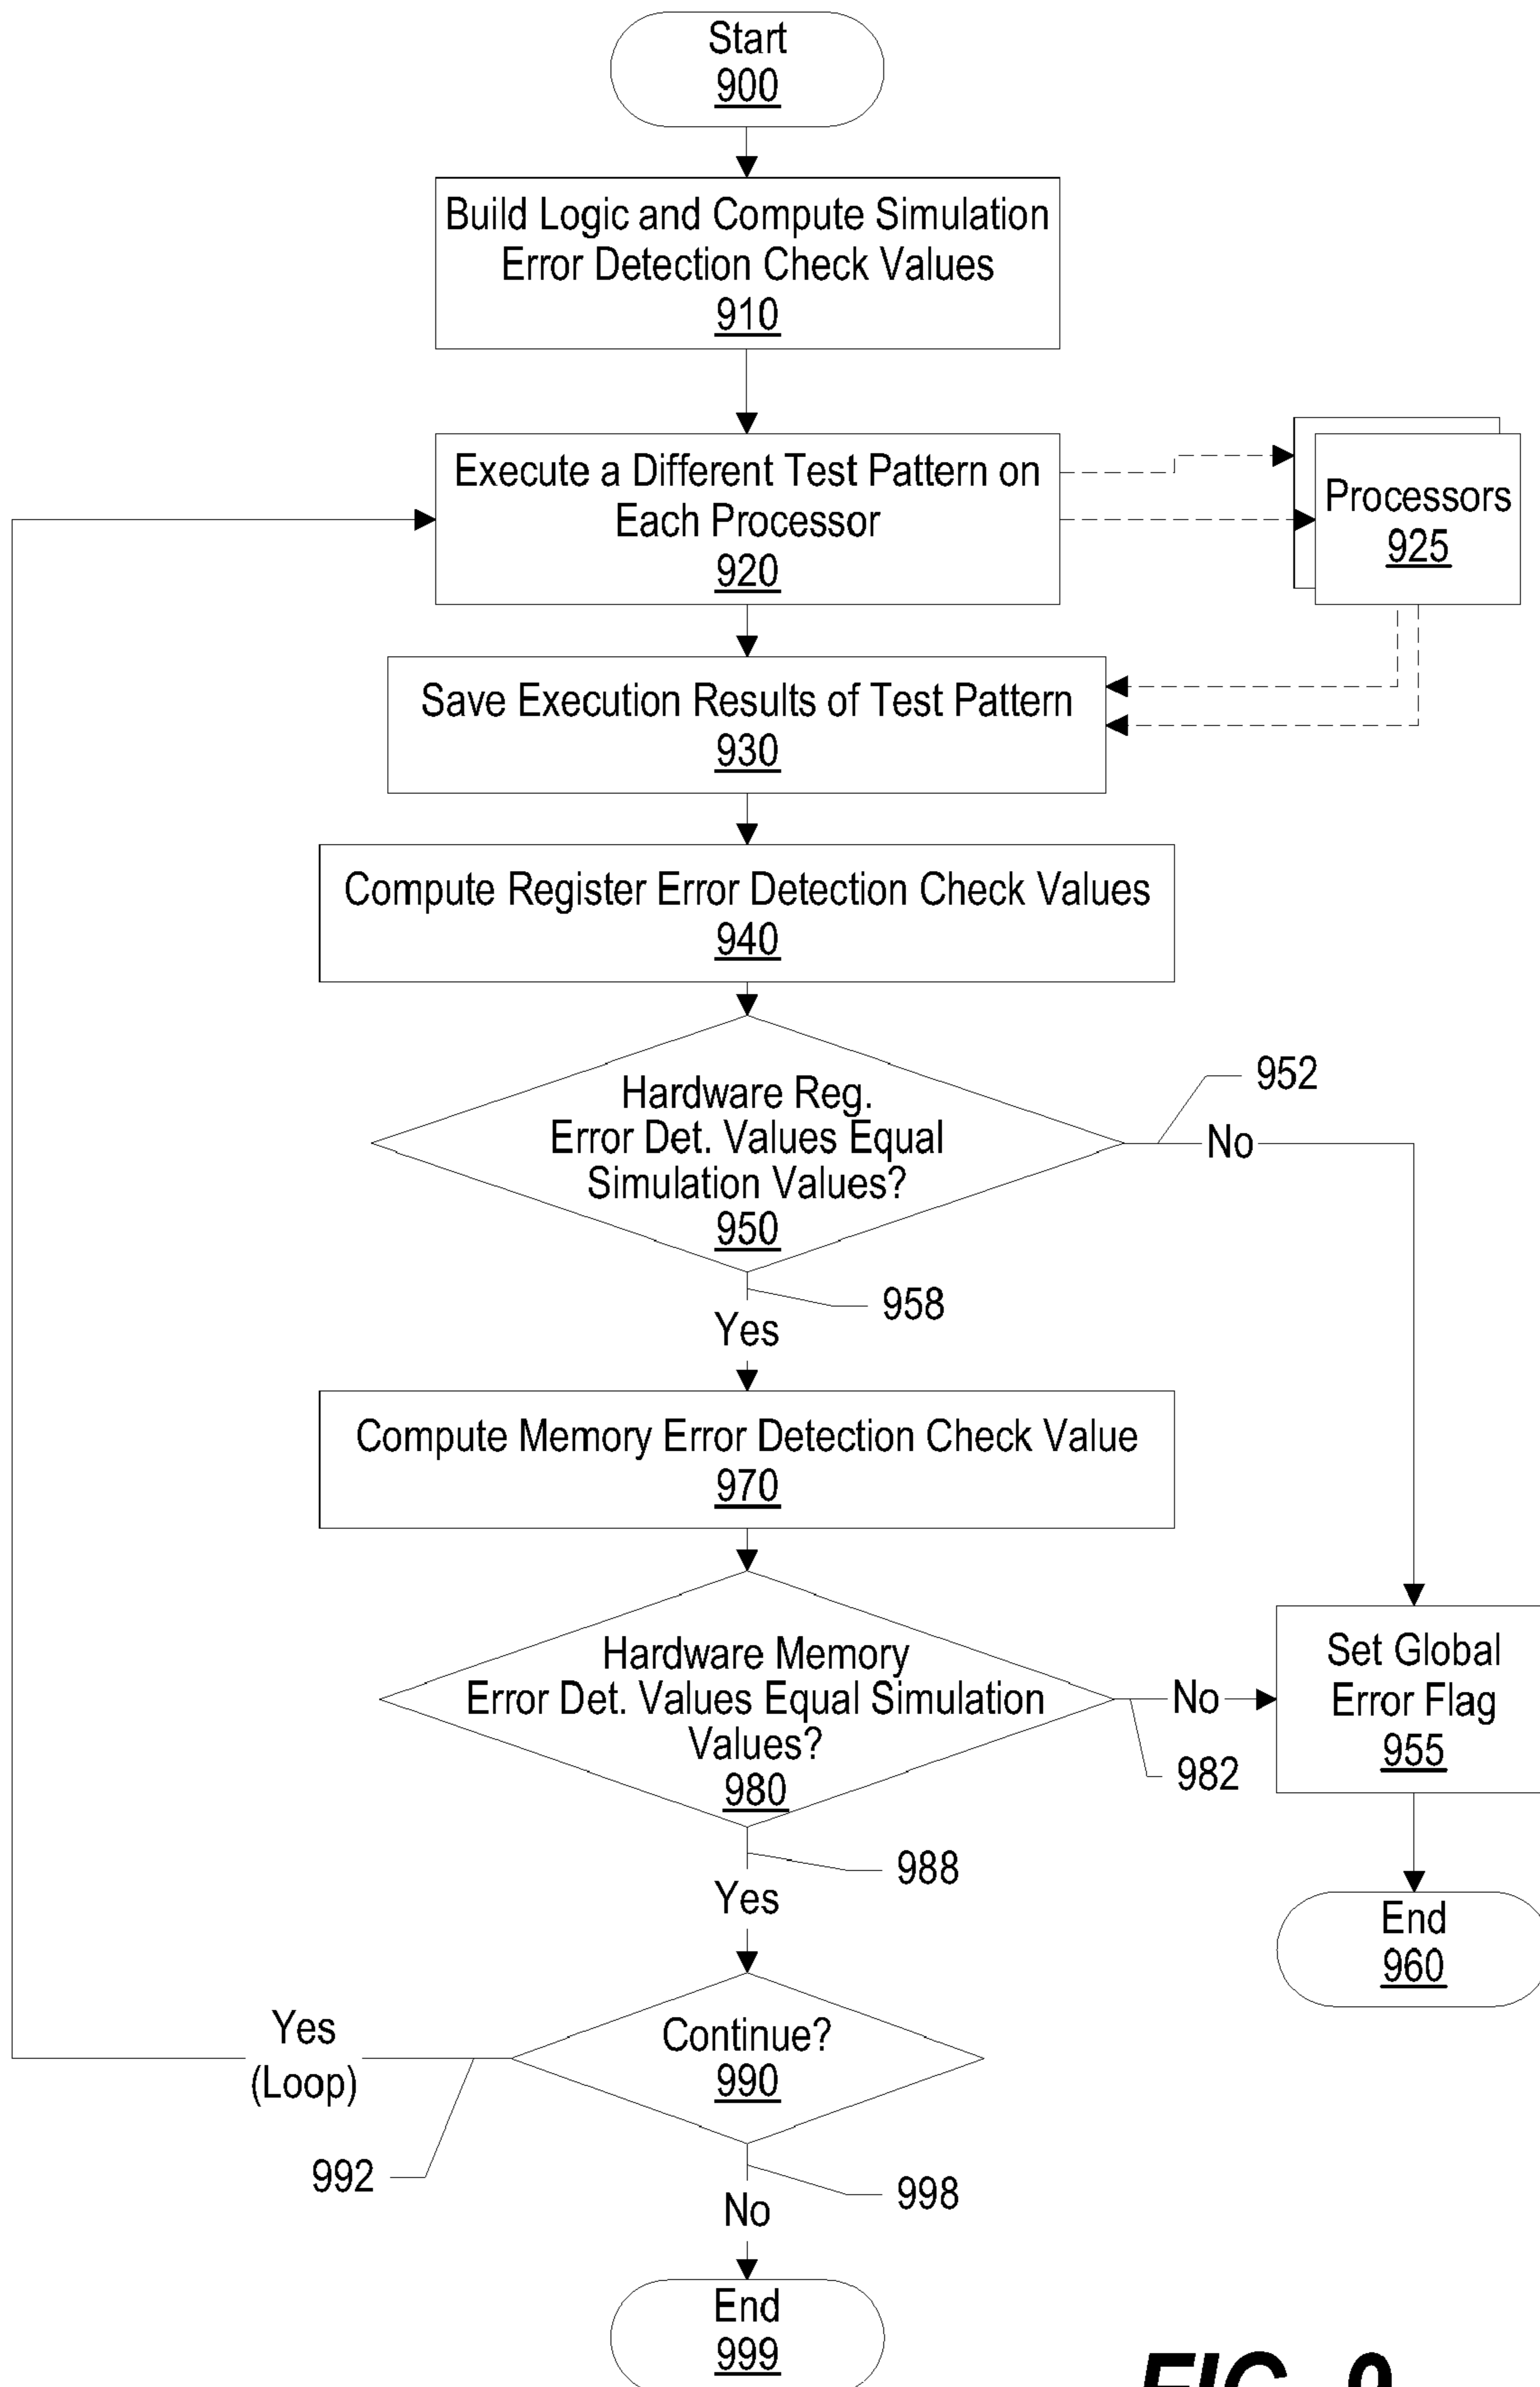 Start
900
Build Logic and Compute Simulation
Error Detection Check Values
910
Execute a Different Test Pattern on
Each Processor
920
Processors
925
Save Execution Results of Test Pattern
930
Compute Register Error Detection Check Values
940
Hardware Reg.
Error Det. Values Equal
Simulation Values?
950
952
No
958
Yes
Compute Memory Error Detection Check Value
970
Hardware Memory
Error Det. Values Equal Simulation
Values?
980
No
982
Set Global
Error Flag
955
988
Yes
End
960
Continue?
990
Yes
(Loop)
992
998
No
End
999
FIG. 9